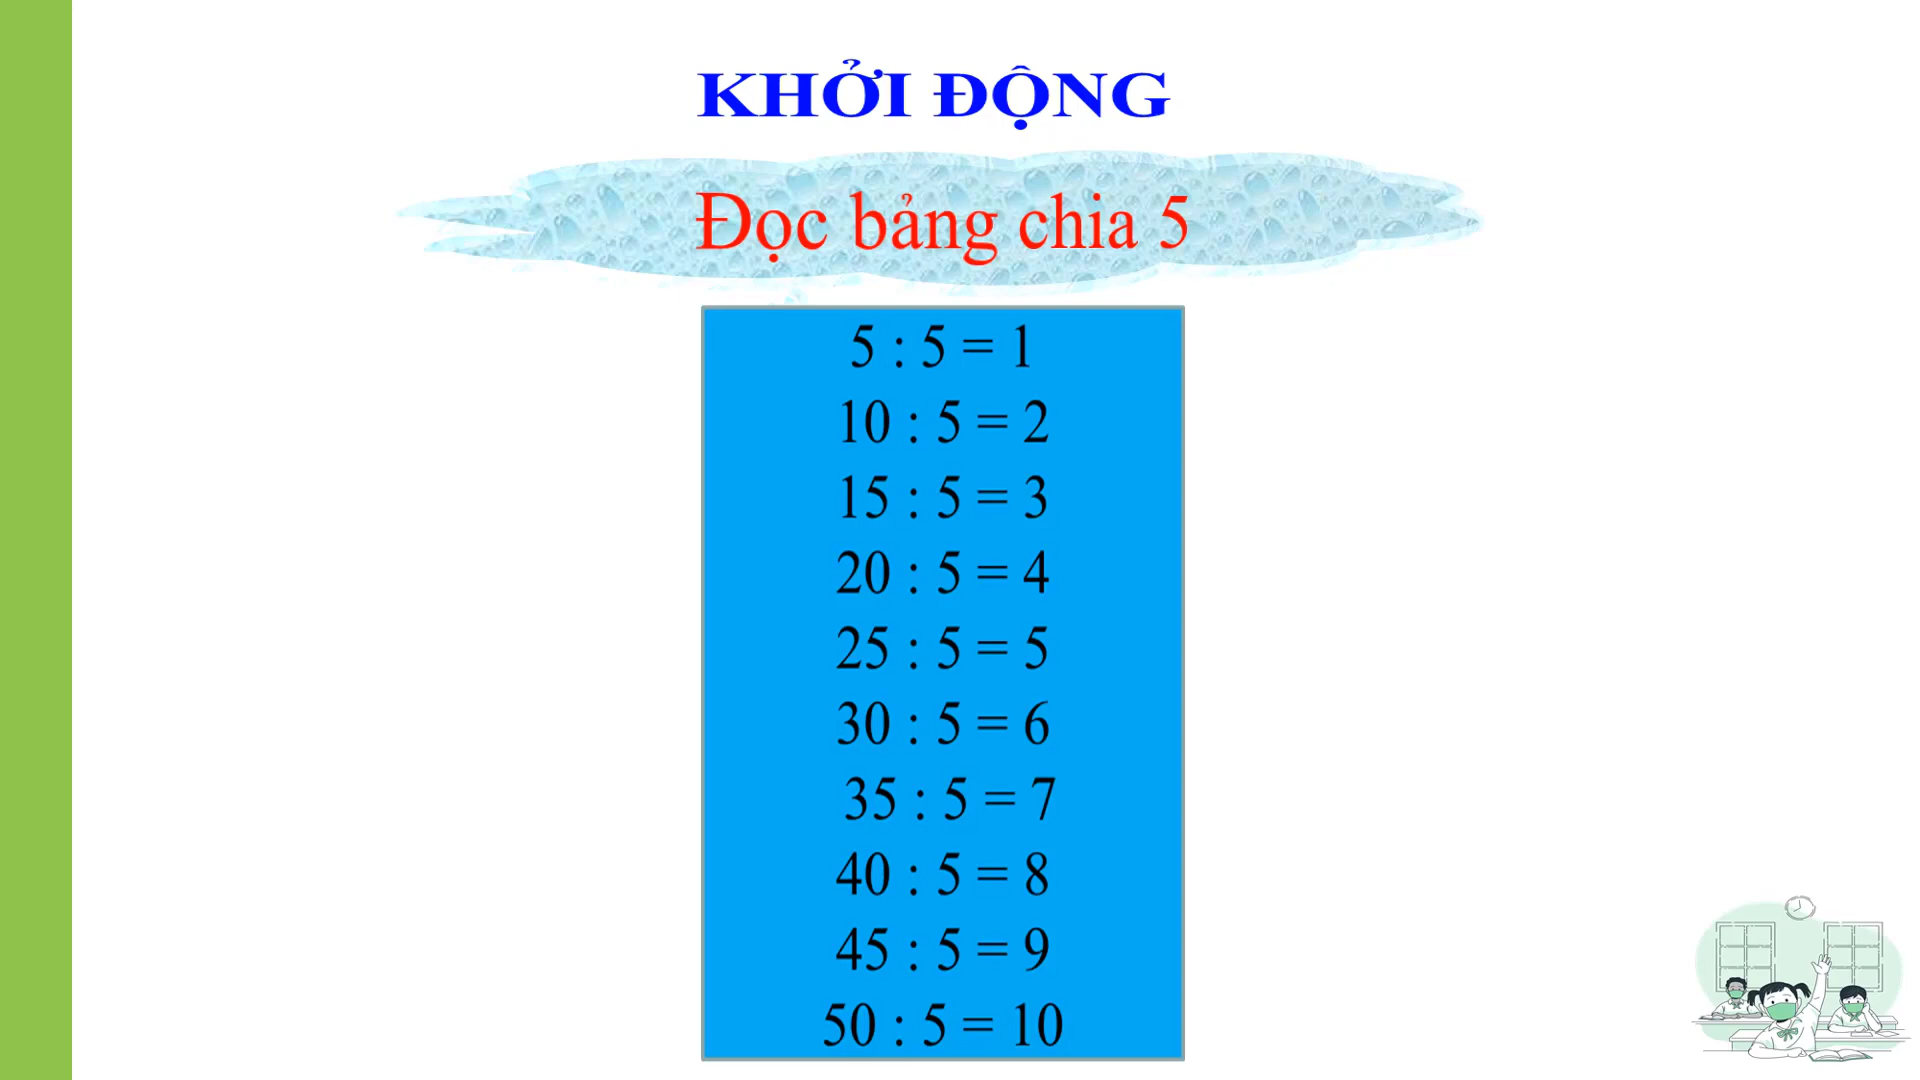 KHỞI ĐỘNG
Đọc bảng chia 5
5 : 5 = 1
10 : 5 = 2
15 : 5 = 3
20 : 5 = 4
25 : 5 = 5
30 : 5 = 6
35 : 5 = 7
40 : 5 = 8
45 : 5 = 9
50 : 5 = 10